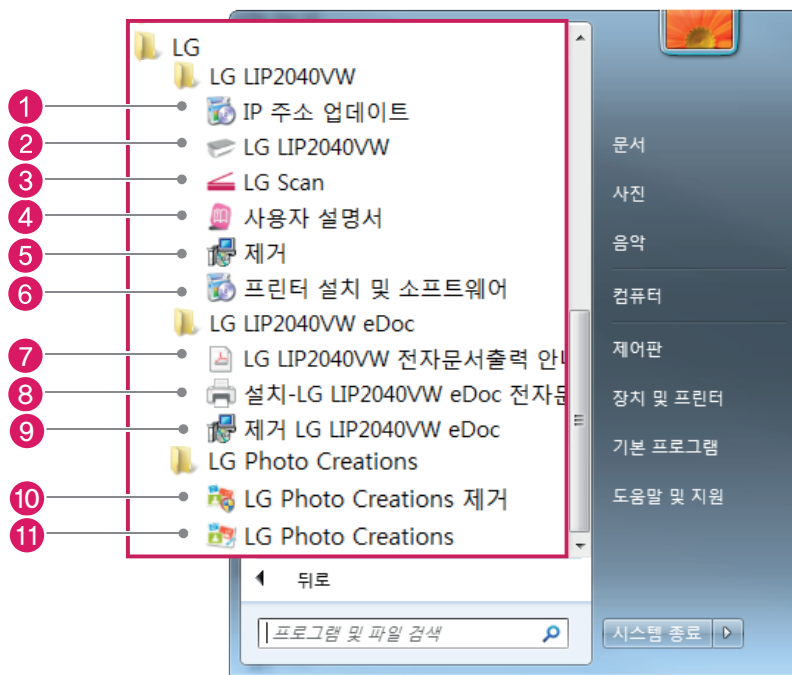 LG
LG LIP2040VW
1 IP 주소 업데이트
2 LG LIP2040VW
3 LG Scan
4 사용자 설명서
5 제거
6 프린터 설치 및 소프트웨어
LG LIP2040VW eDoc
7 LG LIP2040VW 전자문서출력
8 설치-LG LIP2040VW eDoc
9 제거 LG LIP2040VW eDoc
LG Photo Creations
10 LG Photo Creations 제거
11 LG Photo Creations
뒤로
프로그램 및 파일 검색
문서
사진
음악
컴퓨터
제어판
장치 및 프린터
기본 프로그램
도움말 및 지원
시스템 종료